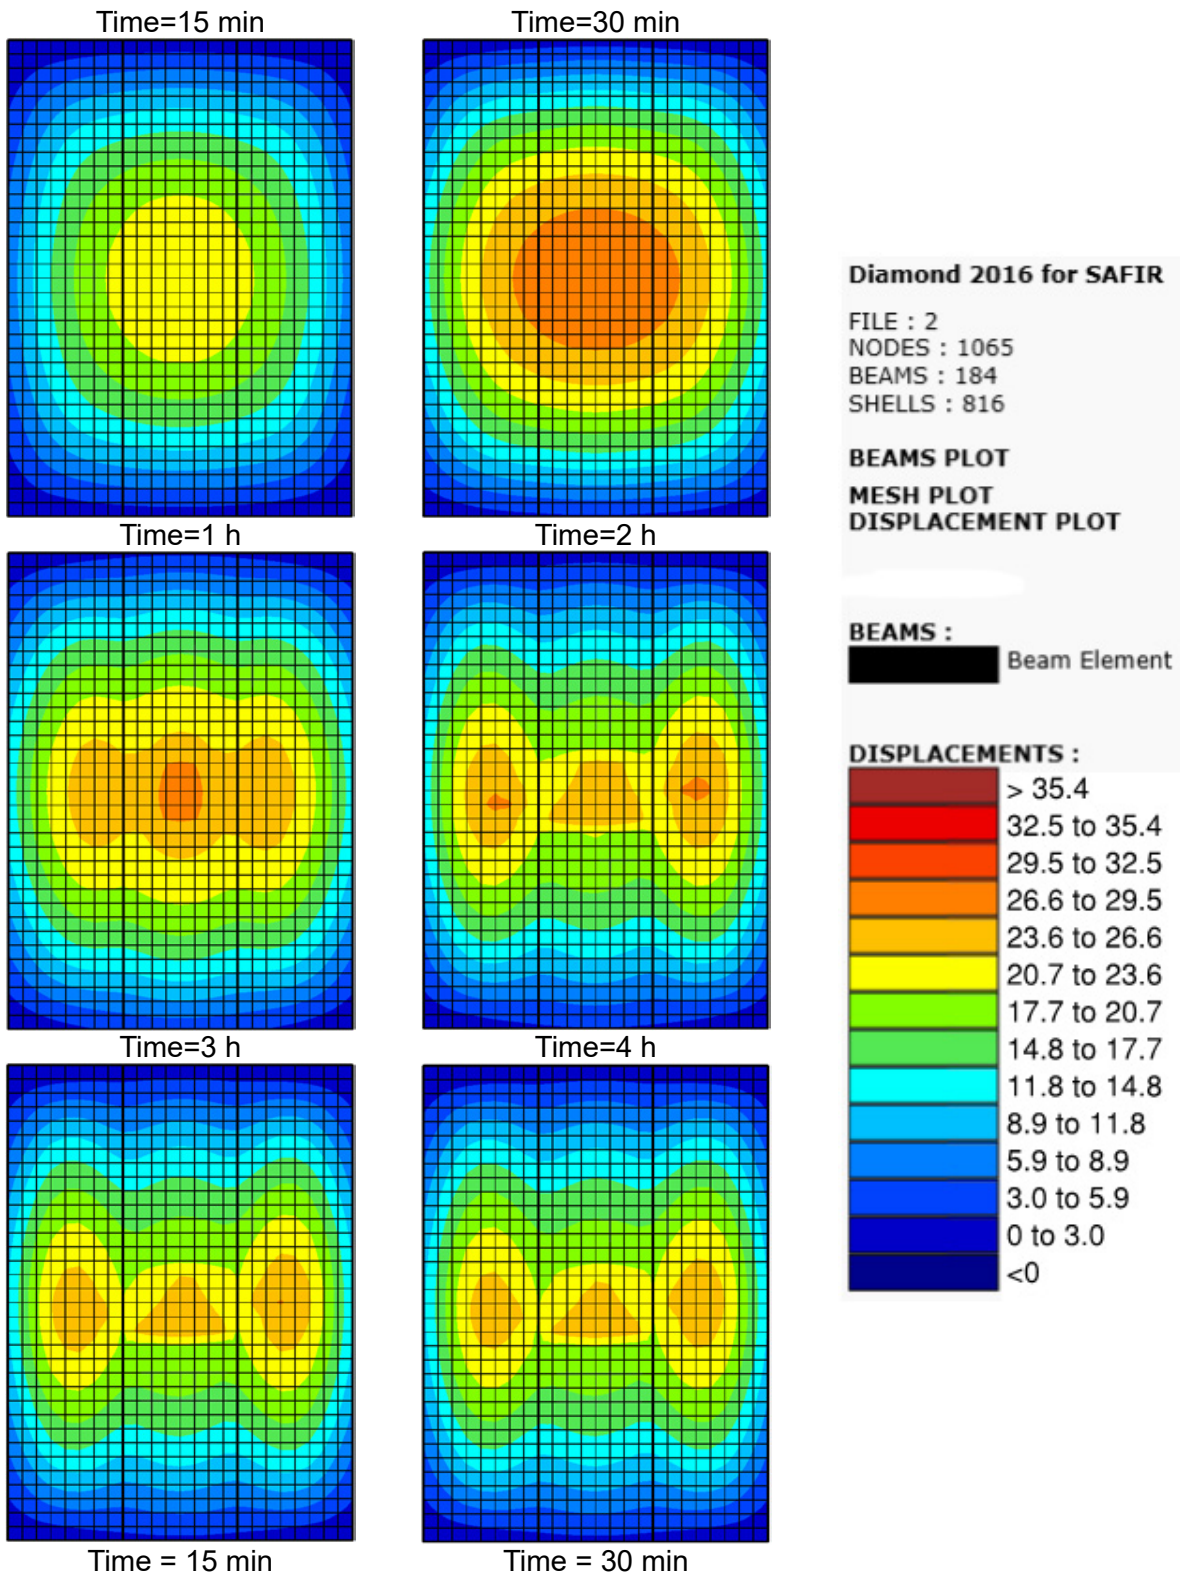 Time=15 min
Time=30 min
Time=1 h
Time=2 h
Time=3 h
Time=4 h
Time = 15 min
Time = 30 min
Diamond 2016 for SAFIR
FILE : 2
NODES : 1065
BEAMS : 184
SHELLS : 816
BEAMS PLOT
MESH PLOT
DISPLACEMENT PLOT
BEAMS :
Beam Element
DISPLACEMENTS :
> 35.4
32.5 to 35.4
29.5 to 32.5
26.6 to 29.5
23.6 to 26.6
20.7 to 23.6
17.7 to 20.7
14.8 to 17.7
11.8 to 14.8
8.9 to 11.8
5.9 to 8.9
3.0 to 5.9
0 to 3.0
<0